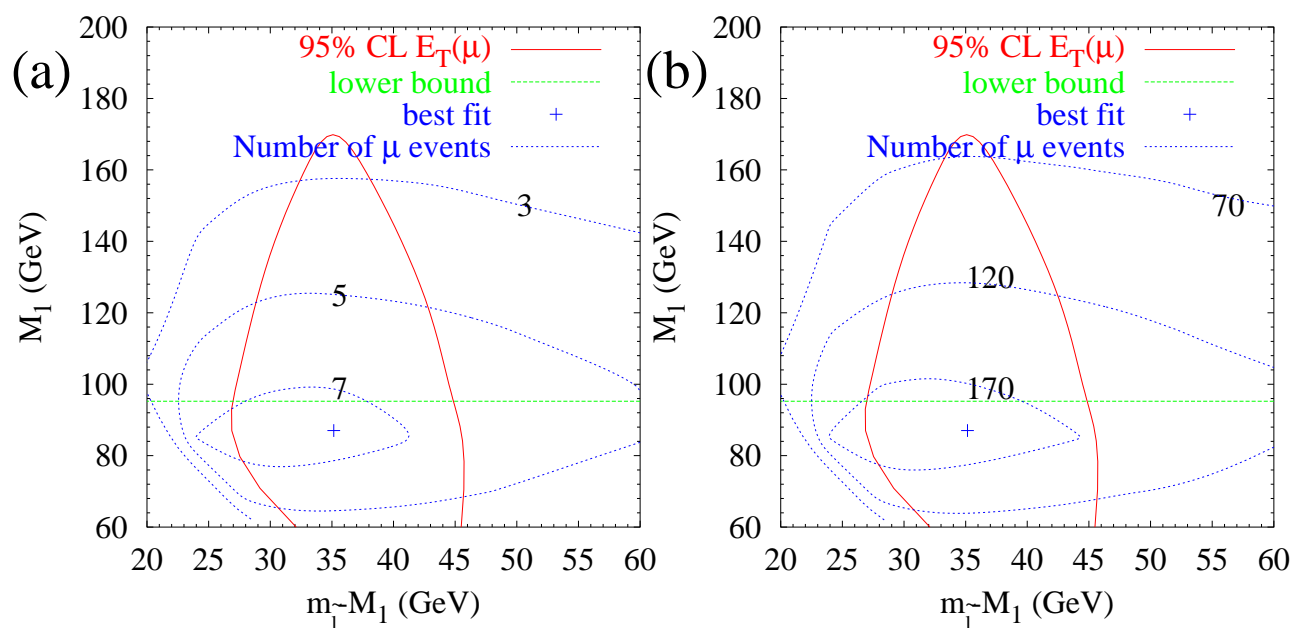 (a)
95% CL E_T(μ)
lower bound
best fit
Number of μ events
3
5
7
200
180
160
140
120
100
80
60
M_1 (GeV)
20 25 30 35 40 45 50 55 60
m_l̃-M_1 (GeV)
(b)
95% CL E_T(μ)
lower bound
best fit
Number of μ events
70
120
170
200
180
160
140
120
100
80
60
M_1 (GeV)
20 25 30 35 40 45 50 55 60
m_l̃-M_1 (GeV)